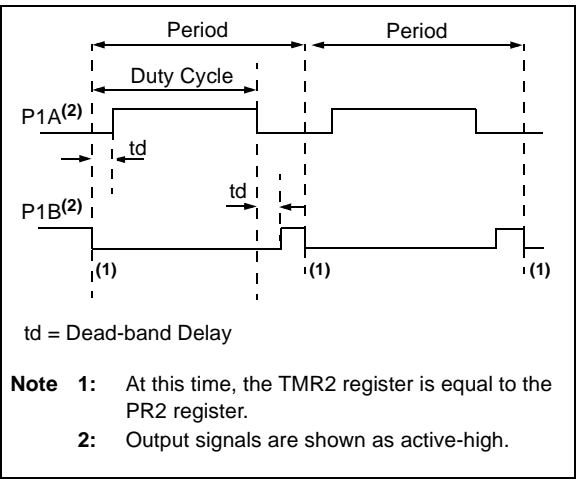 Period Period
Duty Cycle
P1A(2)
td
td
P1B(2)
(1) (1) (1)
td = Dead-band Delay
Note 1: At this time, the TMR2 register is equal to the
PR2 register.
2: Output signals are shown as active-high.